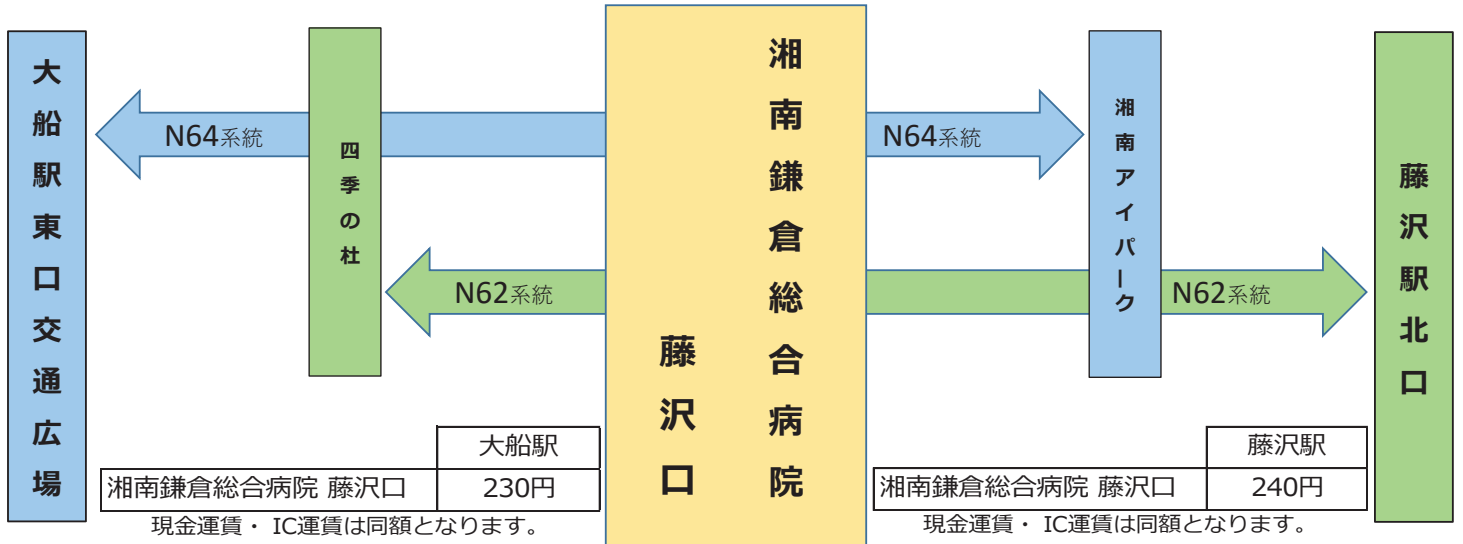 大船駅東口交通広場
N64系統
四季の杜
N62系統
湘南鎌倉総合病院
藤沢口
N64系統
湘南アイパーク
N62系統
藤沢駅北口
大船駅
湘南鎌倉総合病院 藤沢口 230円
現金運賃・ IC運賃は同額となります。
藤沢駅
湘南鎌倉総合病院 藤沢口 240円
現金運賃・ IC運賃は同額となります。